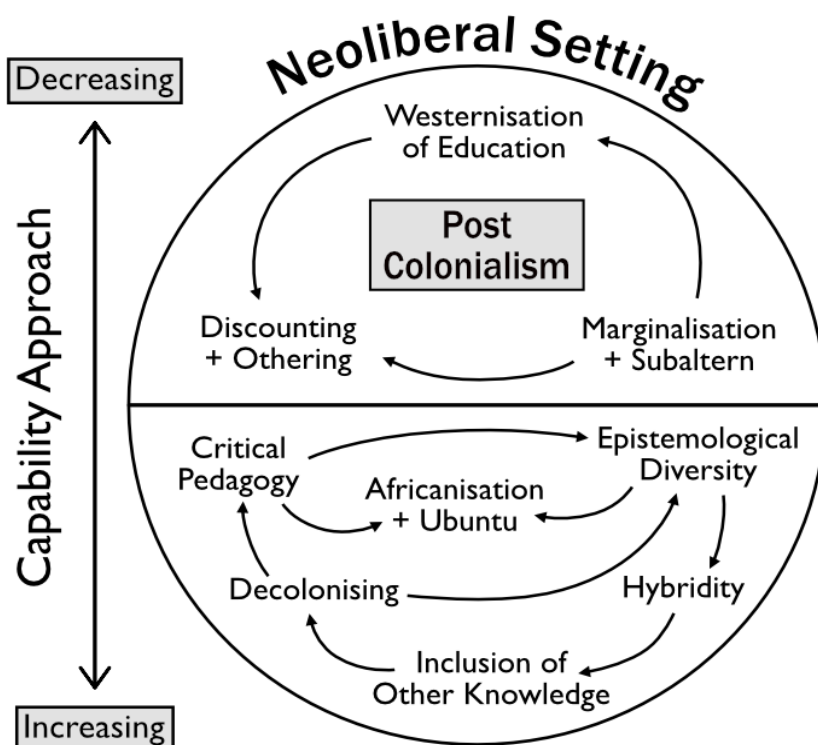 Neoliberal Setting
Decreasing
Westernisation
of Education
Post
Colonialism
Discounting
+ Othering
Marginalisation
+ Subaltern
Capability Approach
Critical
Pedagogy
Epistemological
Diversity
Africanisation
+ Ubuntu
Decolonising
Hybridity
Inclusion of
Other Knowledge
Increasing